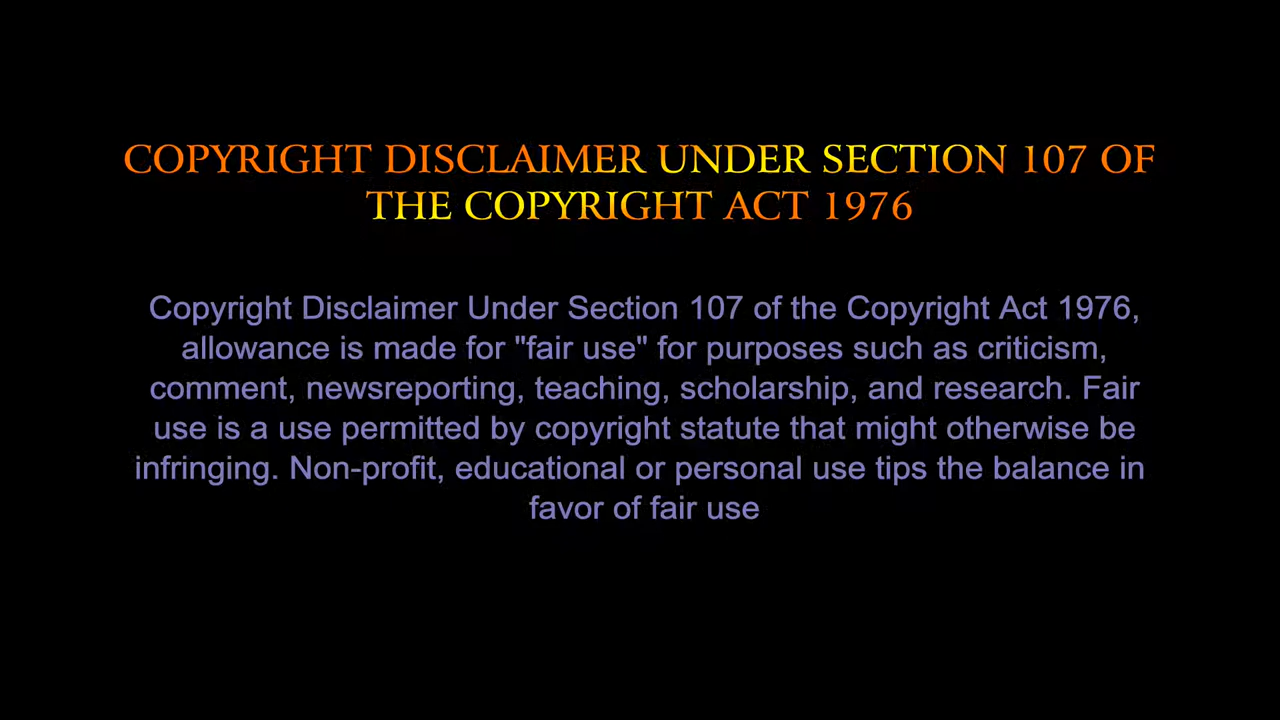 COPYRIGHT DISCLAIMER UNDER SECTION 107 OF
THE COPYRIGHT ACT 1976
Copyright Disclaimer Under Section 107 of the Copyright Act 1976,
allowance is made for "fair use" for purposes such as criticism,
comment, newsreporting, teaching, scholarship, and research. Fair
use is a use permitted by copyright statute that might otherwise be
infringing. Non-profit, educational or personal use tips the balance in
favor of fair use